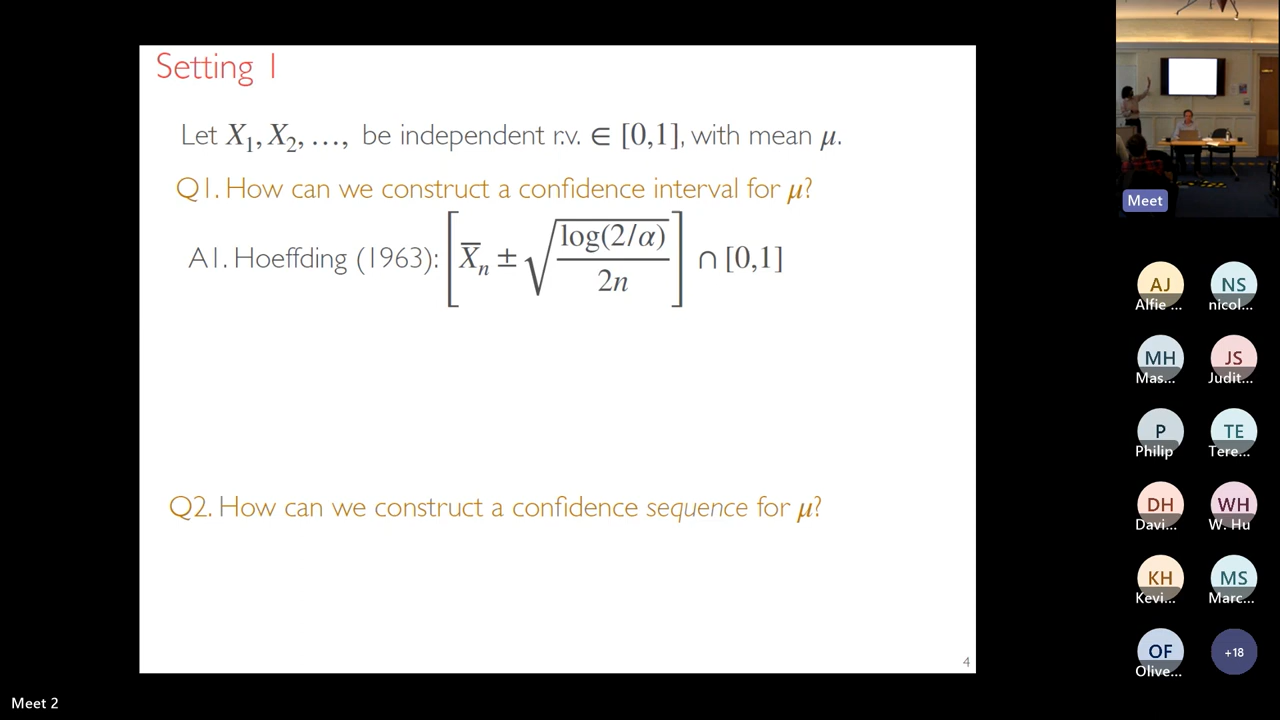 Setting 1
Let X₁, X₂, …, be independent r.v. ∈ [0,1], with mean μ.
Q1. How can we construct a confidence interval for μ?
A1. Hoeffding (1963): [X̅ₙ ± √(log(2/α)/2n)] ∩ [0,1]
Q2. How can we construct a confidence sequence for μ?
4
Meet
AJ
Alfie ...
NS
nicol...
MH
Mas...
JS
Judit...
P
Philip
TE
Tere...
DH
Davi...
WH
W. Hu
KH
Kevi...
MS
Marc...
OF
Olive...
+18
Meet 2